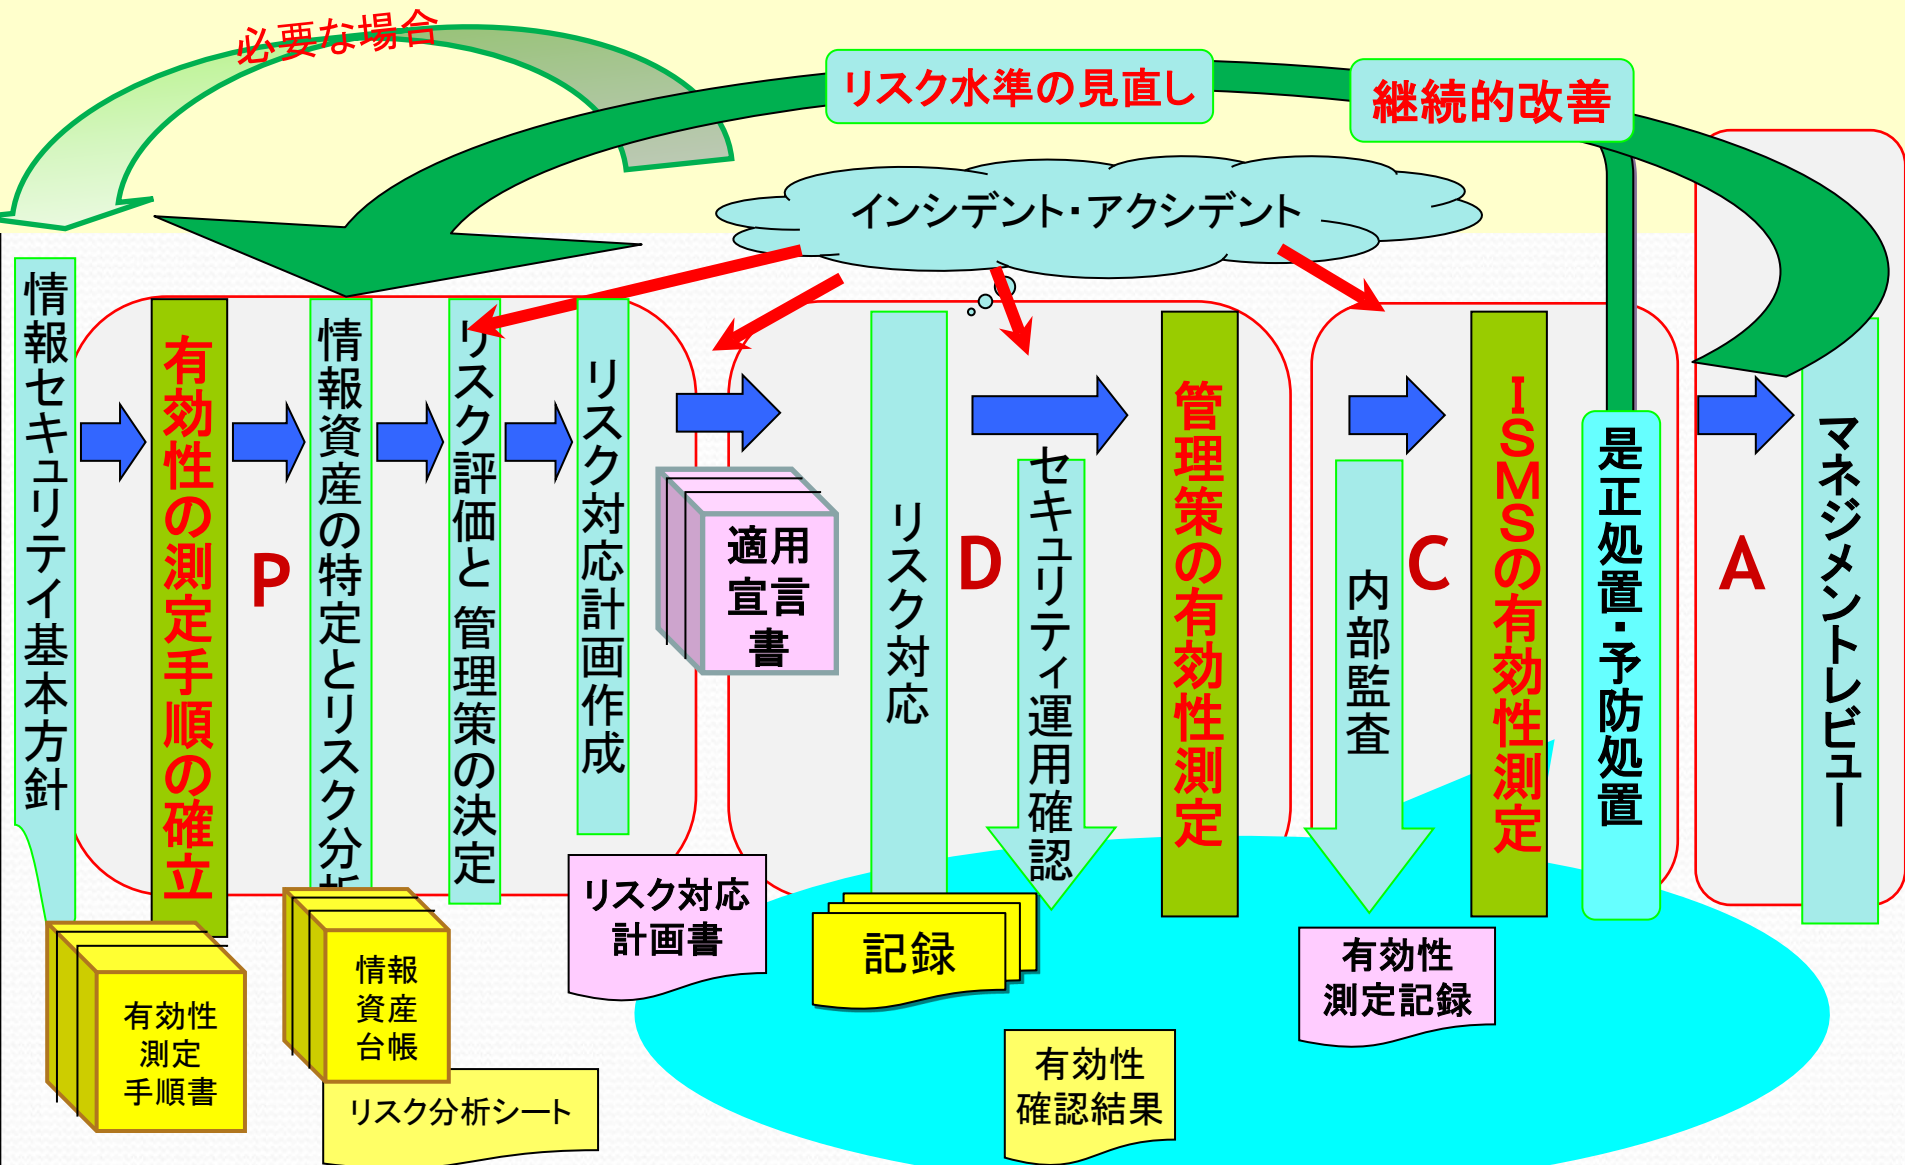 必要な場合
リスク水準の見直し
継続的改善
インシデント・アクシデント
情報セキュリテイ基本方針
有効性の測定手順の確立
P
情報資産の特定とリスク分析
リスク評価と管理策の決定
リスク対応計画作成
適用
宣言
書
リスク対応
D
セキュリティ運用確認
管理策の有効性測定
内部監査
C
ISMSの有効性測定
是正処置・予防処置
A
マネジメントレビュー
有効性
測定
手順書
情報
資産
台帳
リスク分析シート
リスク対応
計画書
記録
有効性
確認結果
有効性
測定記録